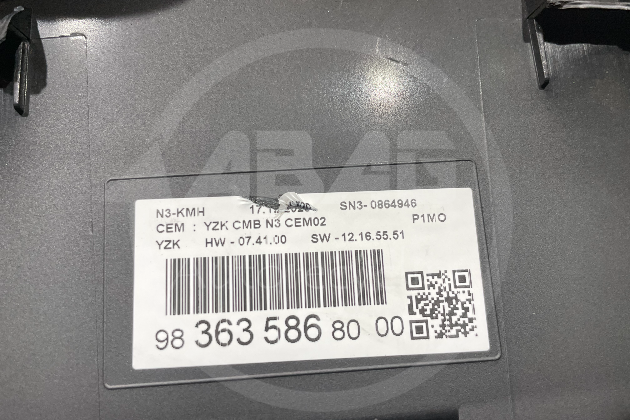 ABAG
N3-KMH SN3-0864946
CEM : YZK CMB N3 CEM02 P1MO
YZK HW - 07.41.00 SW -12.16.55.51
98 363 586 80 00